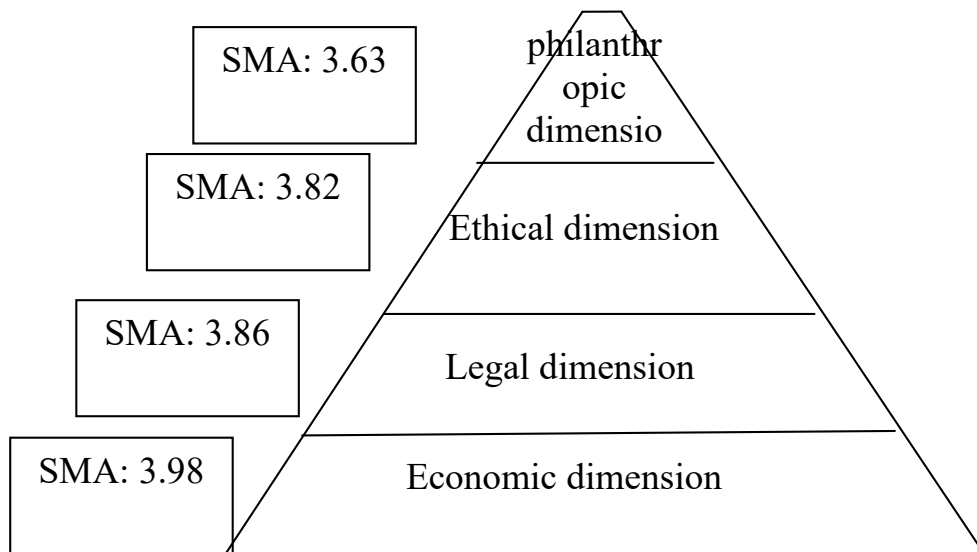 SMA: 3.63
philanthr
opic
dimensio
SMA: 3.82
Ethical dimension
SMA: 3.86
Legal dimension
SMA: 3.98
Economic dimension